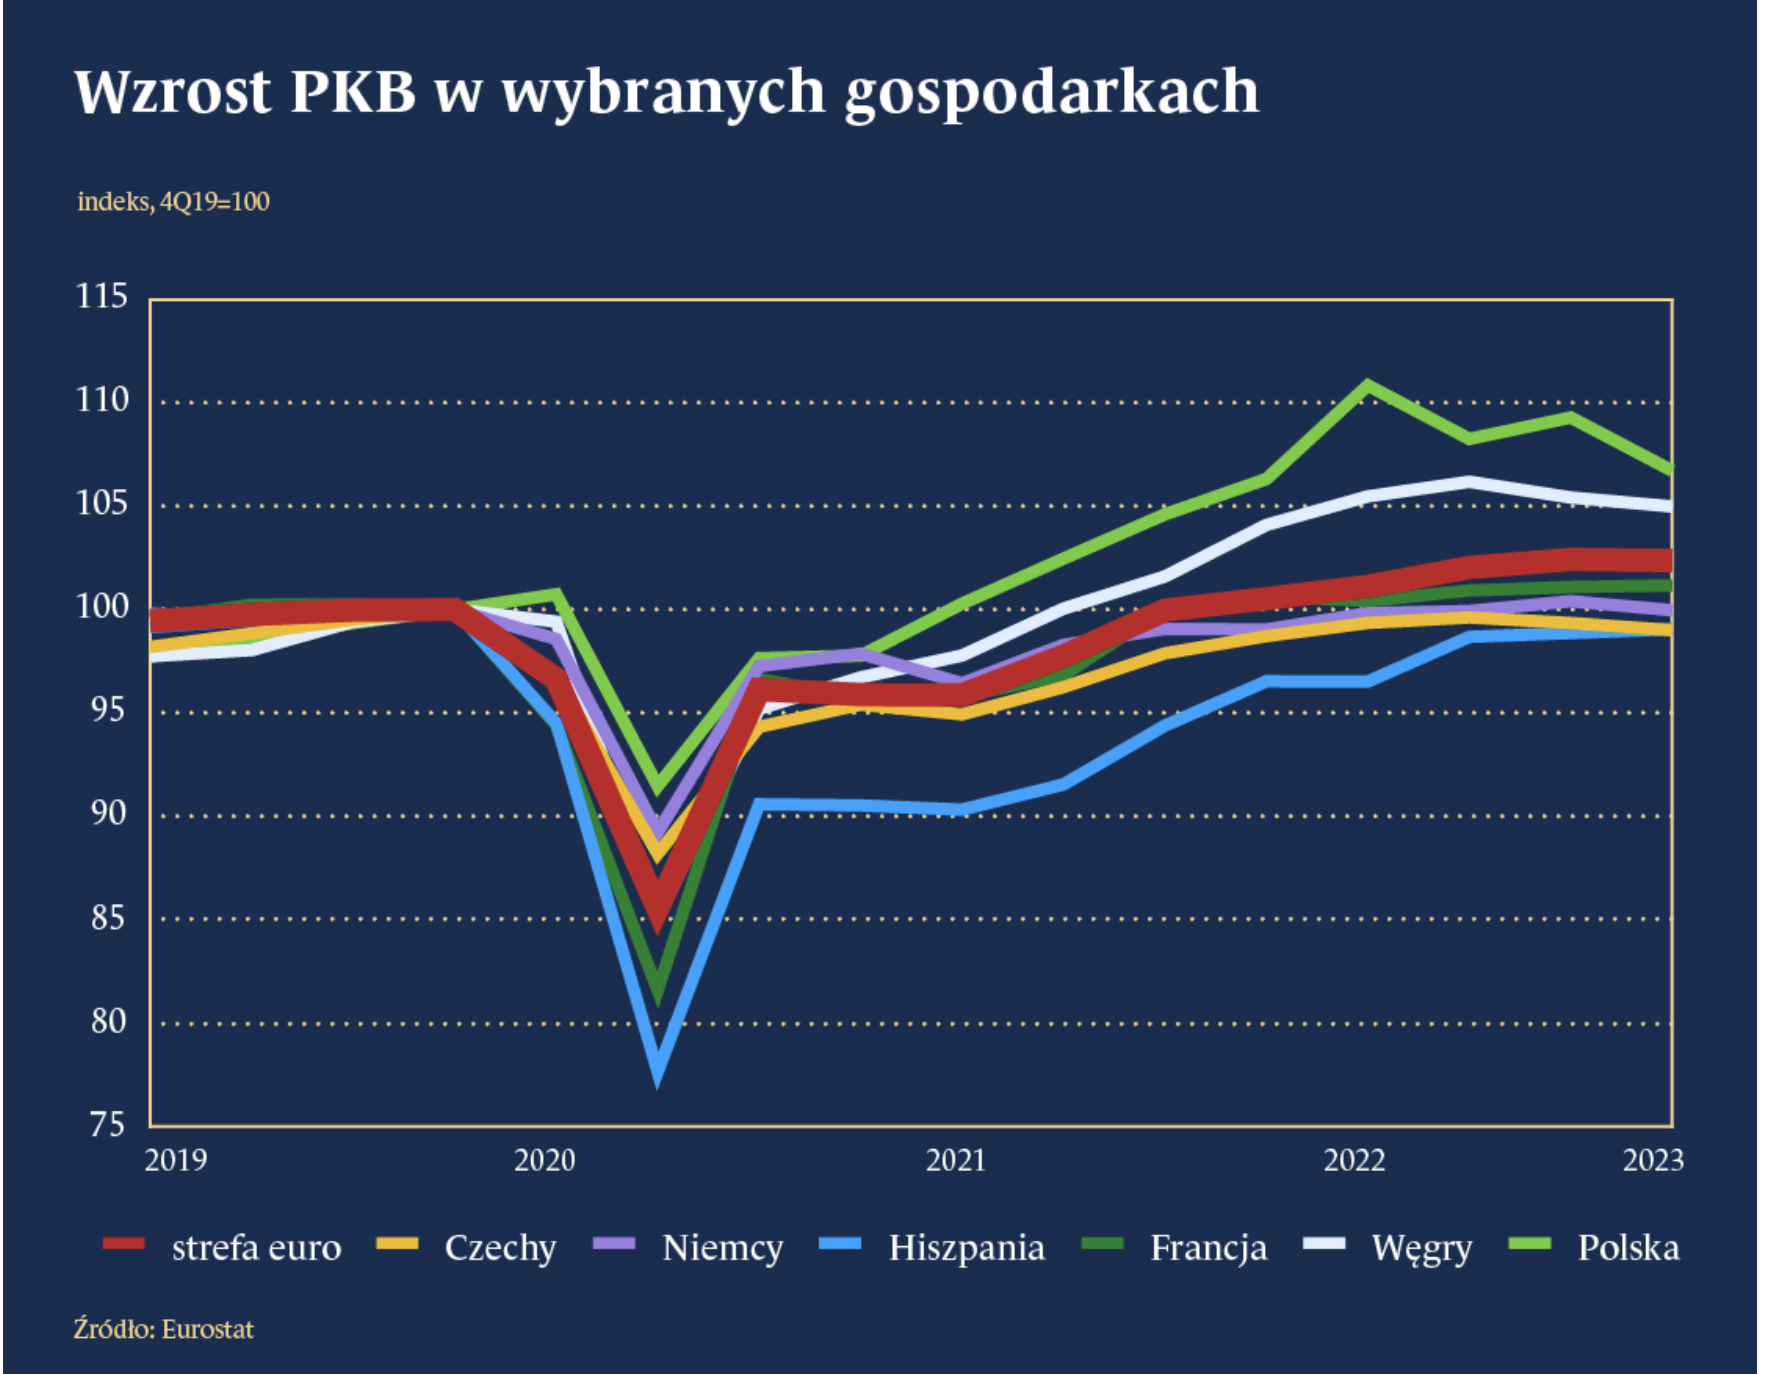 Wzrost PKB w wybranych gospodarkach
indeks, 4Q19=100
115
110
105
100
95
90
85
80
75
2019 2020 2021 2022 2023
strefa euro Czechy Niemcy Hiszpania Francja Węgry Polska
Źródło: Eurostat